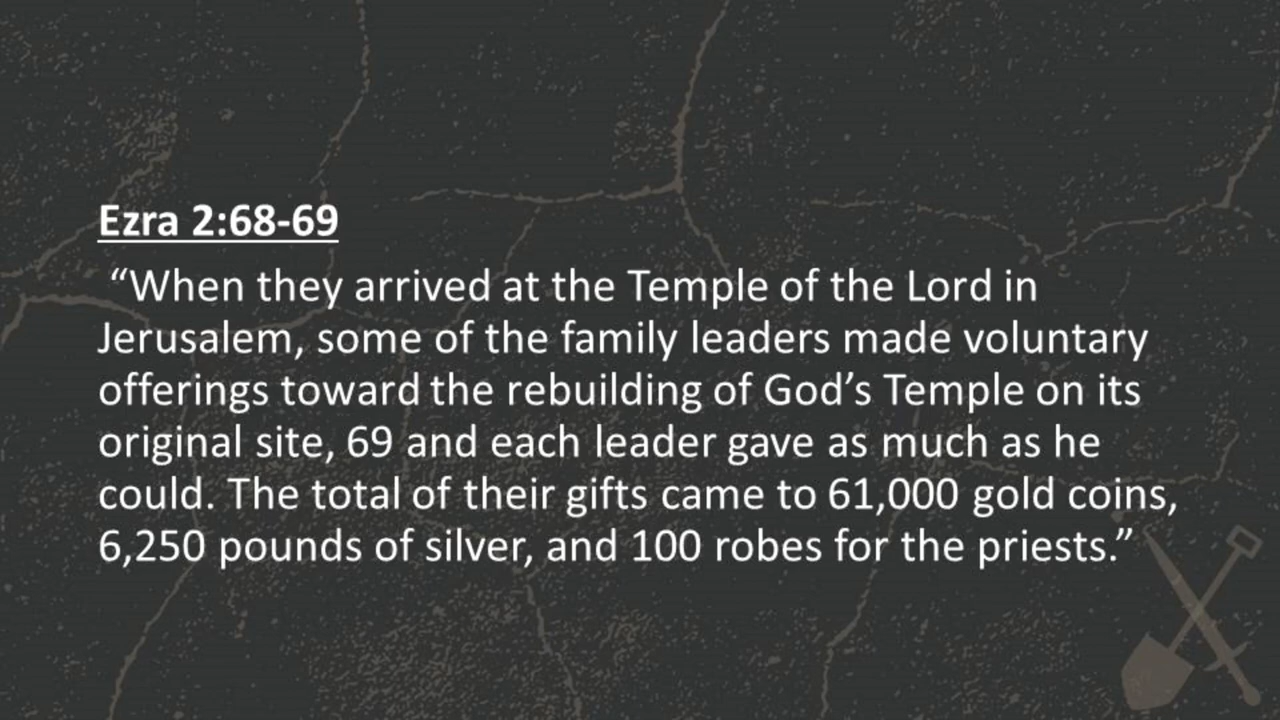 Ezra 2:68-69
“When they arrived at the Temple of the Lord in
Jerusalem, some of the family leaders made voluntary
offerings toward the rebuilding of God’s Temple on its
original site, 69 and each leader gave as much as he
could. The total of their gifts came to 61,000 gold coins,
6,250 pounds of silver, and 100 robes for the priests.”